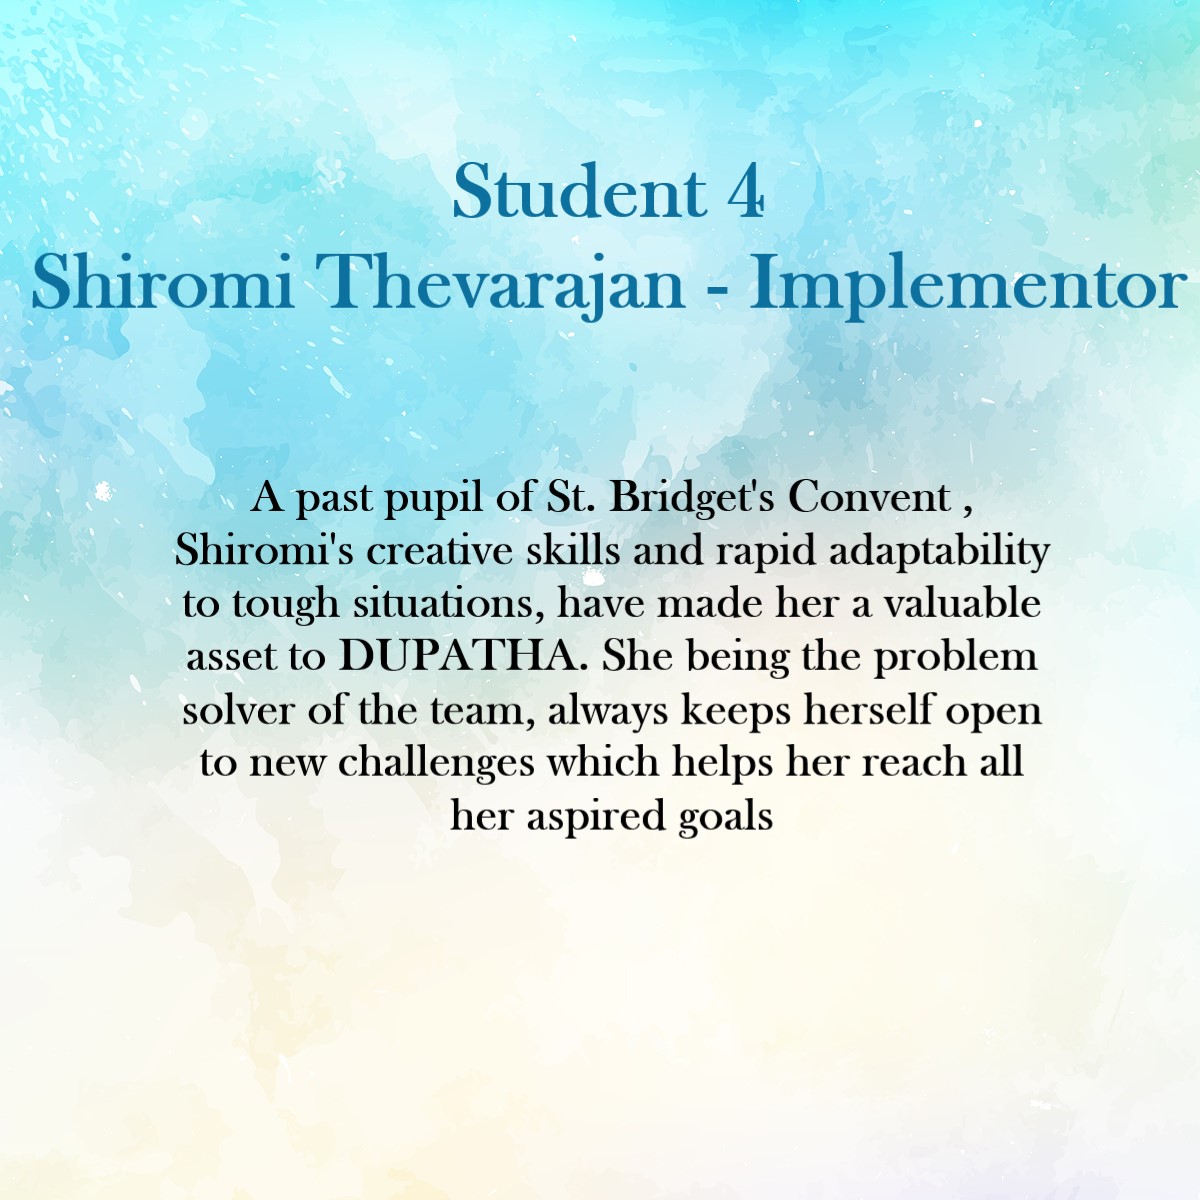 Student 4
Shiromi Thevarajan - Implementor
A past pupil of St. Bridget's Convent ,
Shiromi's creative skills and rapid adaptability
to tough situations, have made her a valuable
asset to DUPATHA. She being the problem
solver of the team, always keeps herself open
to new challenges which helps her reach all
her aspired goals